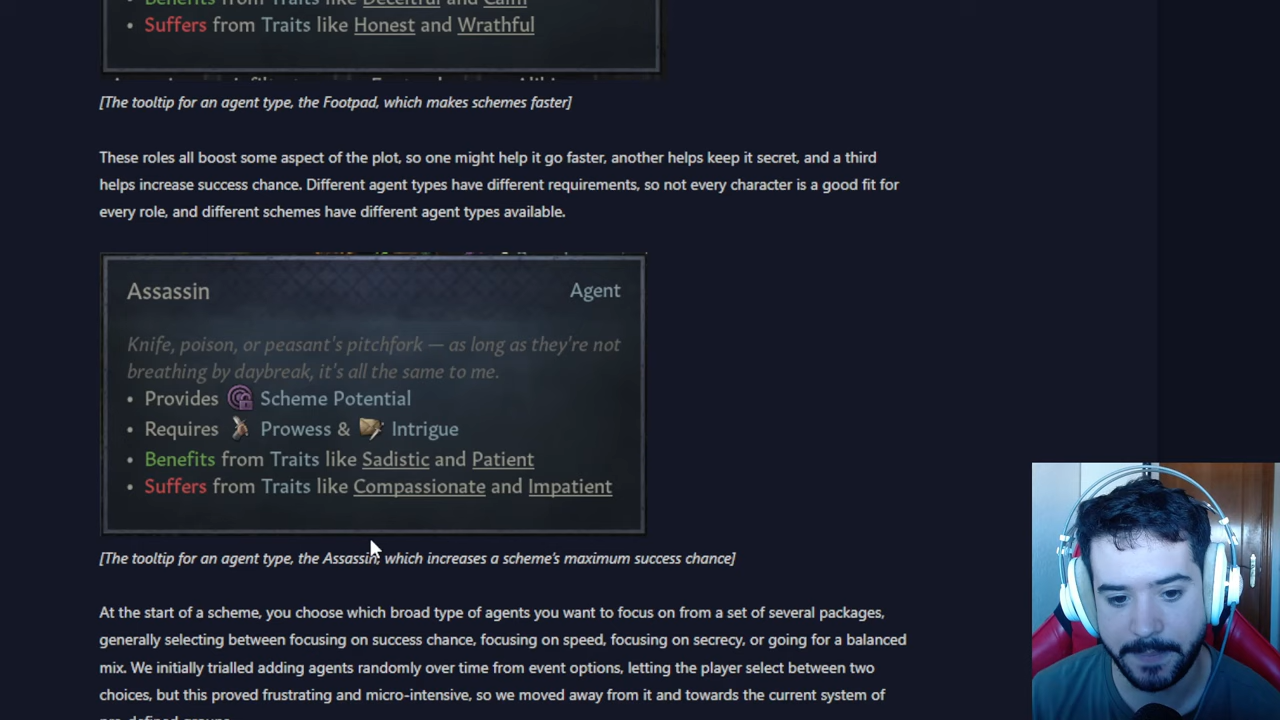 Benefits from Traits like Deceitful and Calm
• Suffers from Traits like Honest and Wrathful
[The tooltip for an agent type, the Footpad, which makes schemes faster]
These roles all boost some aspect of the plot, so one might help it go faster, another helps keep it secret, and a third
helps increase success chance. Different agent types have different requirements, so not every character is a good fit for
every role, and different schemes have different agent types available.
Assassin
Agent
Knife, poison, or peasant's pitchfork — as long as they're not
breathing by daybreak, it's all the same to me.
• Provides Scheme Potential
• Requires Prowess & Intrigue
• Benefits from Traits like Sadistic and Patient
• Suffers from Traits like Compassionate and Impatient
[The tooltip for an agent type, the Assassin, which increases a scheme's maximum success chance]
At the start of a scheme, you choose which broad type of agents you want to focus on from a set of several packages,
generally selecting between focusing on success chance, focusing on speed, focusing on secrecy, or going for a balanced
mix. We initially trialled adding agents randomly over time from event options, letting the player select between two
choices, but this proved frustrating and micro-intensive, so we moved away from it and towards the current system of
pre-defined groups.